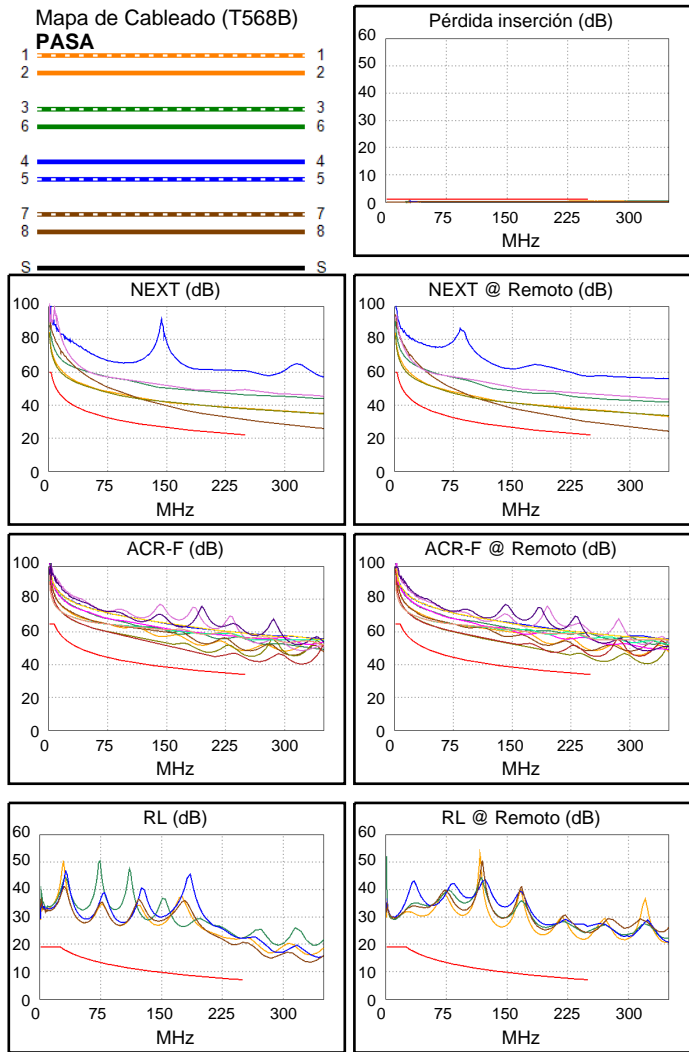 Mapa de Cableado (T568B)
PASA
1 1
2 2
3 3
6 6
4 4
5 5
7 7
8 8
S S
Pérdida inserción (dB)
60
50
40
30
20
10
0
0 75 150 225 300
MHz
NEXT (dB)
100
80
60
40
20
0
0 75 150 225 300
MHz
NEXT @ Remoto (dB)
100
80
60
40
20
0
0 75 150 225 300
MHz
ACR-F (dB)
100
80
60
40
20
0
0 75 150 225 300
MHz
ACR-F @ Remoto (dB)
100
80
60
40
20
0
0 75 150 225 300
MHz
RL (dB)
60
50
40
30
20
10
0
0 75 150 225 300
MHz
RL @ Remoto (dB)
60
50
40
30
20
10
0
0 75 150 225 300
MHz